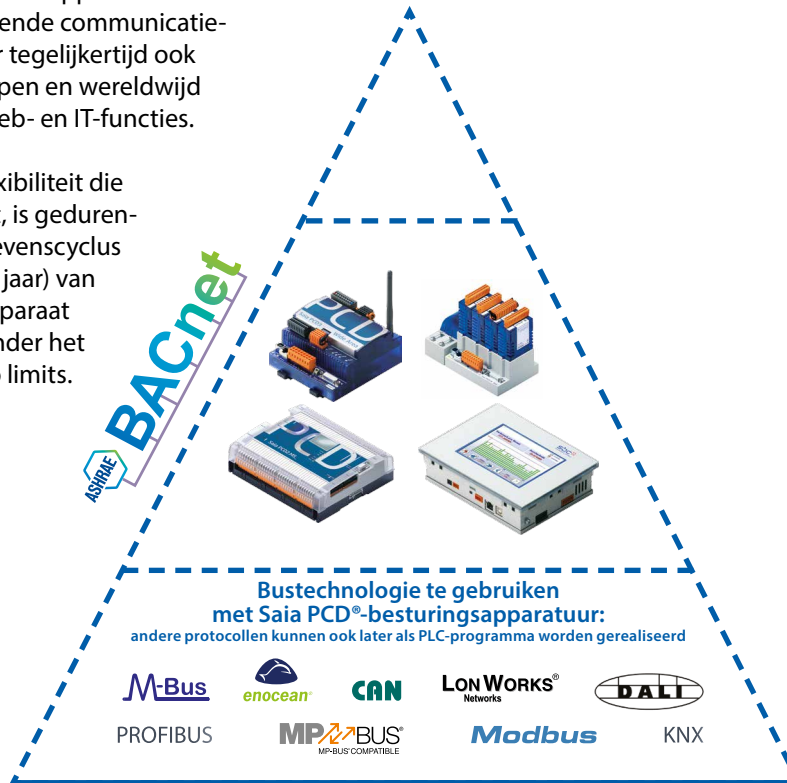 ende communicatie-
r tegelijkertijd ook
pen en wereldwijd
eb- en IT-functies.
xibiliteit die
, is geduren-
evenscyclus
jaar) van
paraat
nder het
limits.
ASHRAE BACnet
PCD
PCD
Bustechnologie te gebruiken
met Saia PCD®-besturingsapparatuur:
andere protocollen kunnen ook later als PLC-programma worden gerealiseerd
M-Bus
enocean®
CAN
LONWORKS®
Networks
DALI
PROFIBUS
MP BUS®
MP-BUS® COMPATIBLE
Modbus
KNX